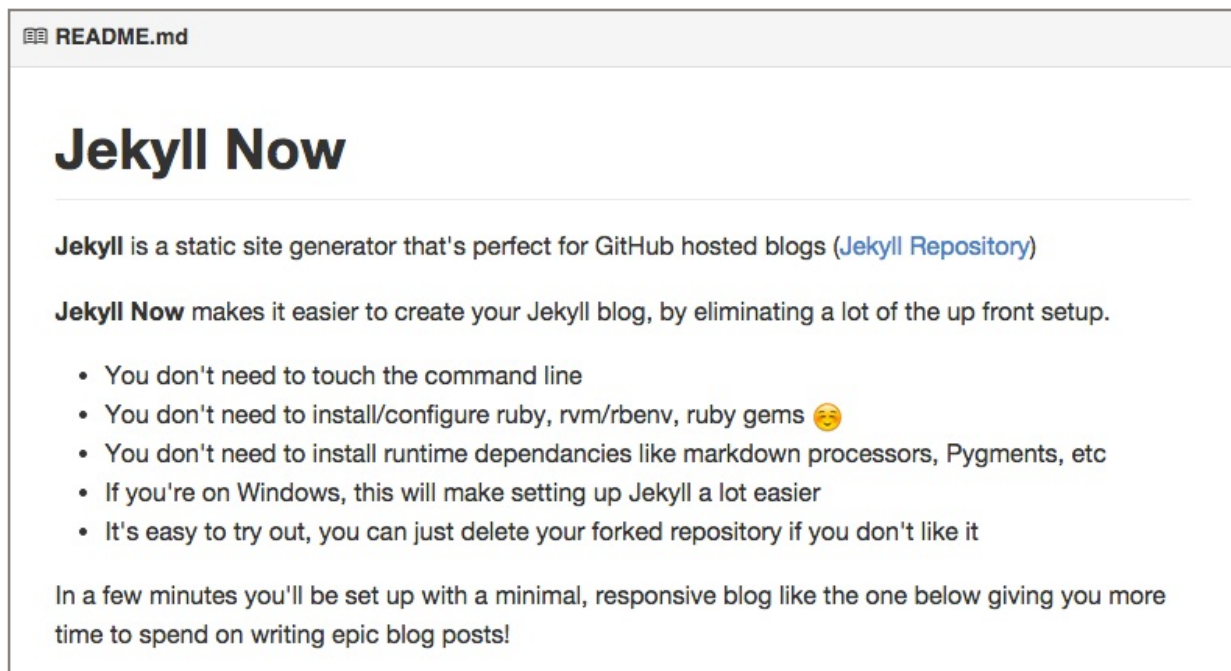 README.md
Jekyll Now
Jekyll is a static site generator that's perfect for GitHub hosted blogs (Jekyll Repository)
Jekyll Now makes it easier to create your Jekyll blog, by eliminating a lot of the up front setup.
• You don't need to touch the command line
• You don't need to install/configure ruby, rvm/rbenv, ruby gems ☺️
• You don't need to install runtime dependancies like markdown processors, Pygments, etc
• If you're on Windows, this will make setting up Jekyll a lot easier
• It's easy to try out, you can just delete your forked repository if you don't like it
In a few minutes you'll be set up with a minimal, responsive blog like the one below giving you more
time to spend on writing epic blog posts!